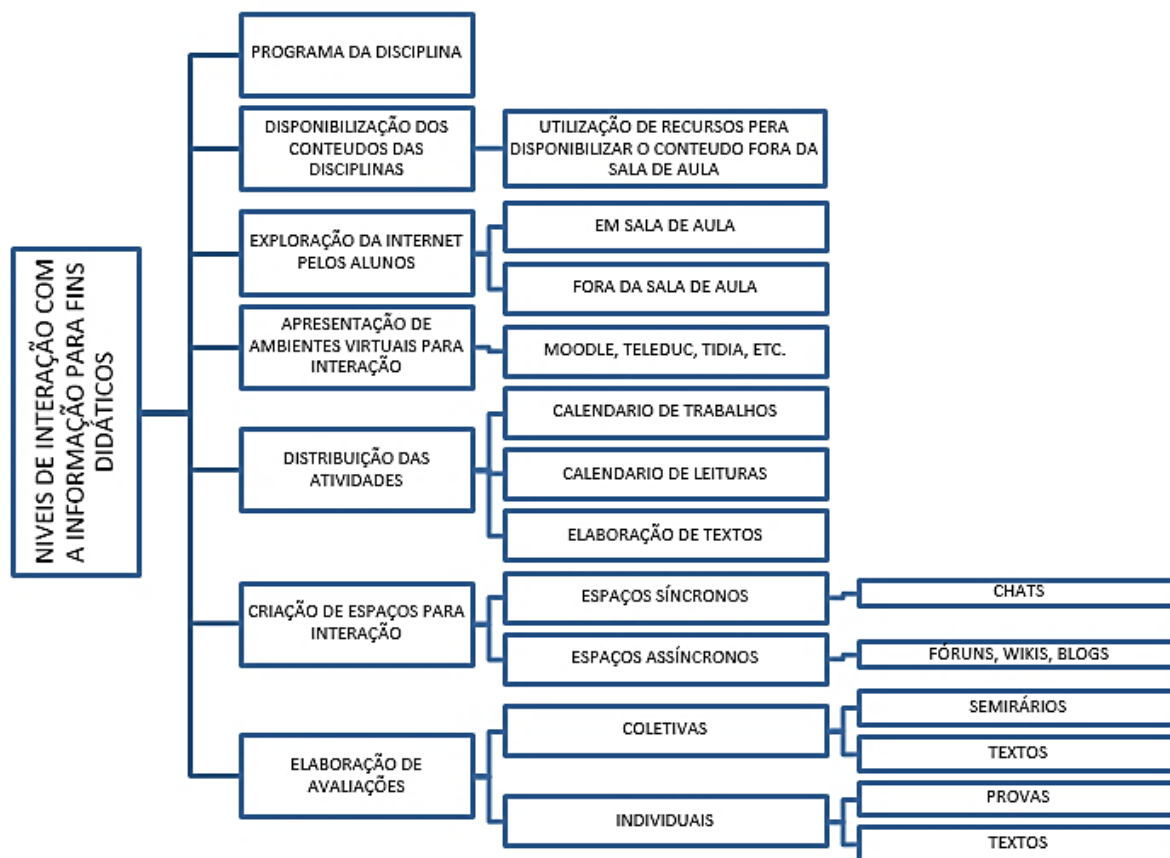 NIVEIS DE INTERAÇÃO COM
A INFORMAÇÃO PARA FINS
DIDÁTICOS
PROGRAMA DA DISCIPLINA
DISPONIBILIZAÇÃO DOS
CONTEUDOS DAS
DISCIPLINAS
UTILIZAÇÃO DE RECURSOS PERA
DISPONIBILIZAR O CONTEUDO FORA DA
SALA DE AULA
EXPLORAÇÃO DA INTERNET
PELOS ALUNOS
EM SALA DE AULA
FORA DA SALA DE AULA
APRESENTAÇÃO DE
AMBIENTES VIRTUAIS PARA
INTERAÇÃO
MOODLE, TELEDUC, TIDIA, ETC.
DISTRIBUIÇÃO DAS
ATIVIDADES
CALENDARIO DE TRABALHOS
CALENDARIO DE LEITURAS
ELABORAÇÃO DE TEXTOS
CRIAÇÃO DE ESPAÇOS PARA
INTERAÇÃO
ESPAÇOS SÍNCRONOS
CHATS
ESPAÇOS ASSÍNCRONOS
FÓRUNS, WIKIS, BLOGS
ELABORAÇÃO DE
AVALIAÇÕES
COLETIVAS
SEMIRÁRIOS
TEXTOS
INDIVIDUAIS
PROVAS
TEXTOS